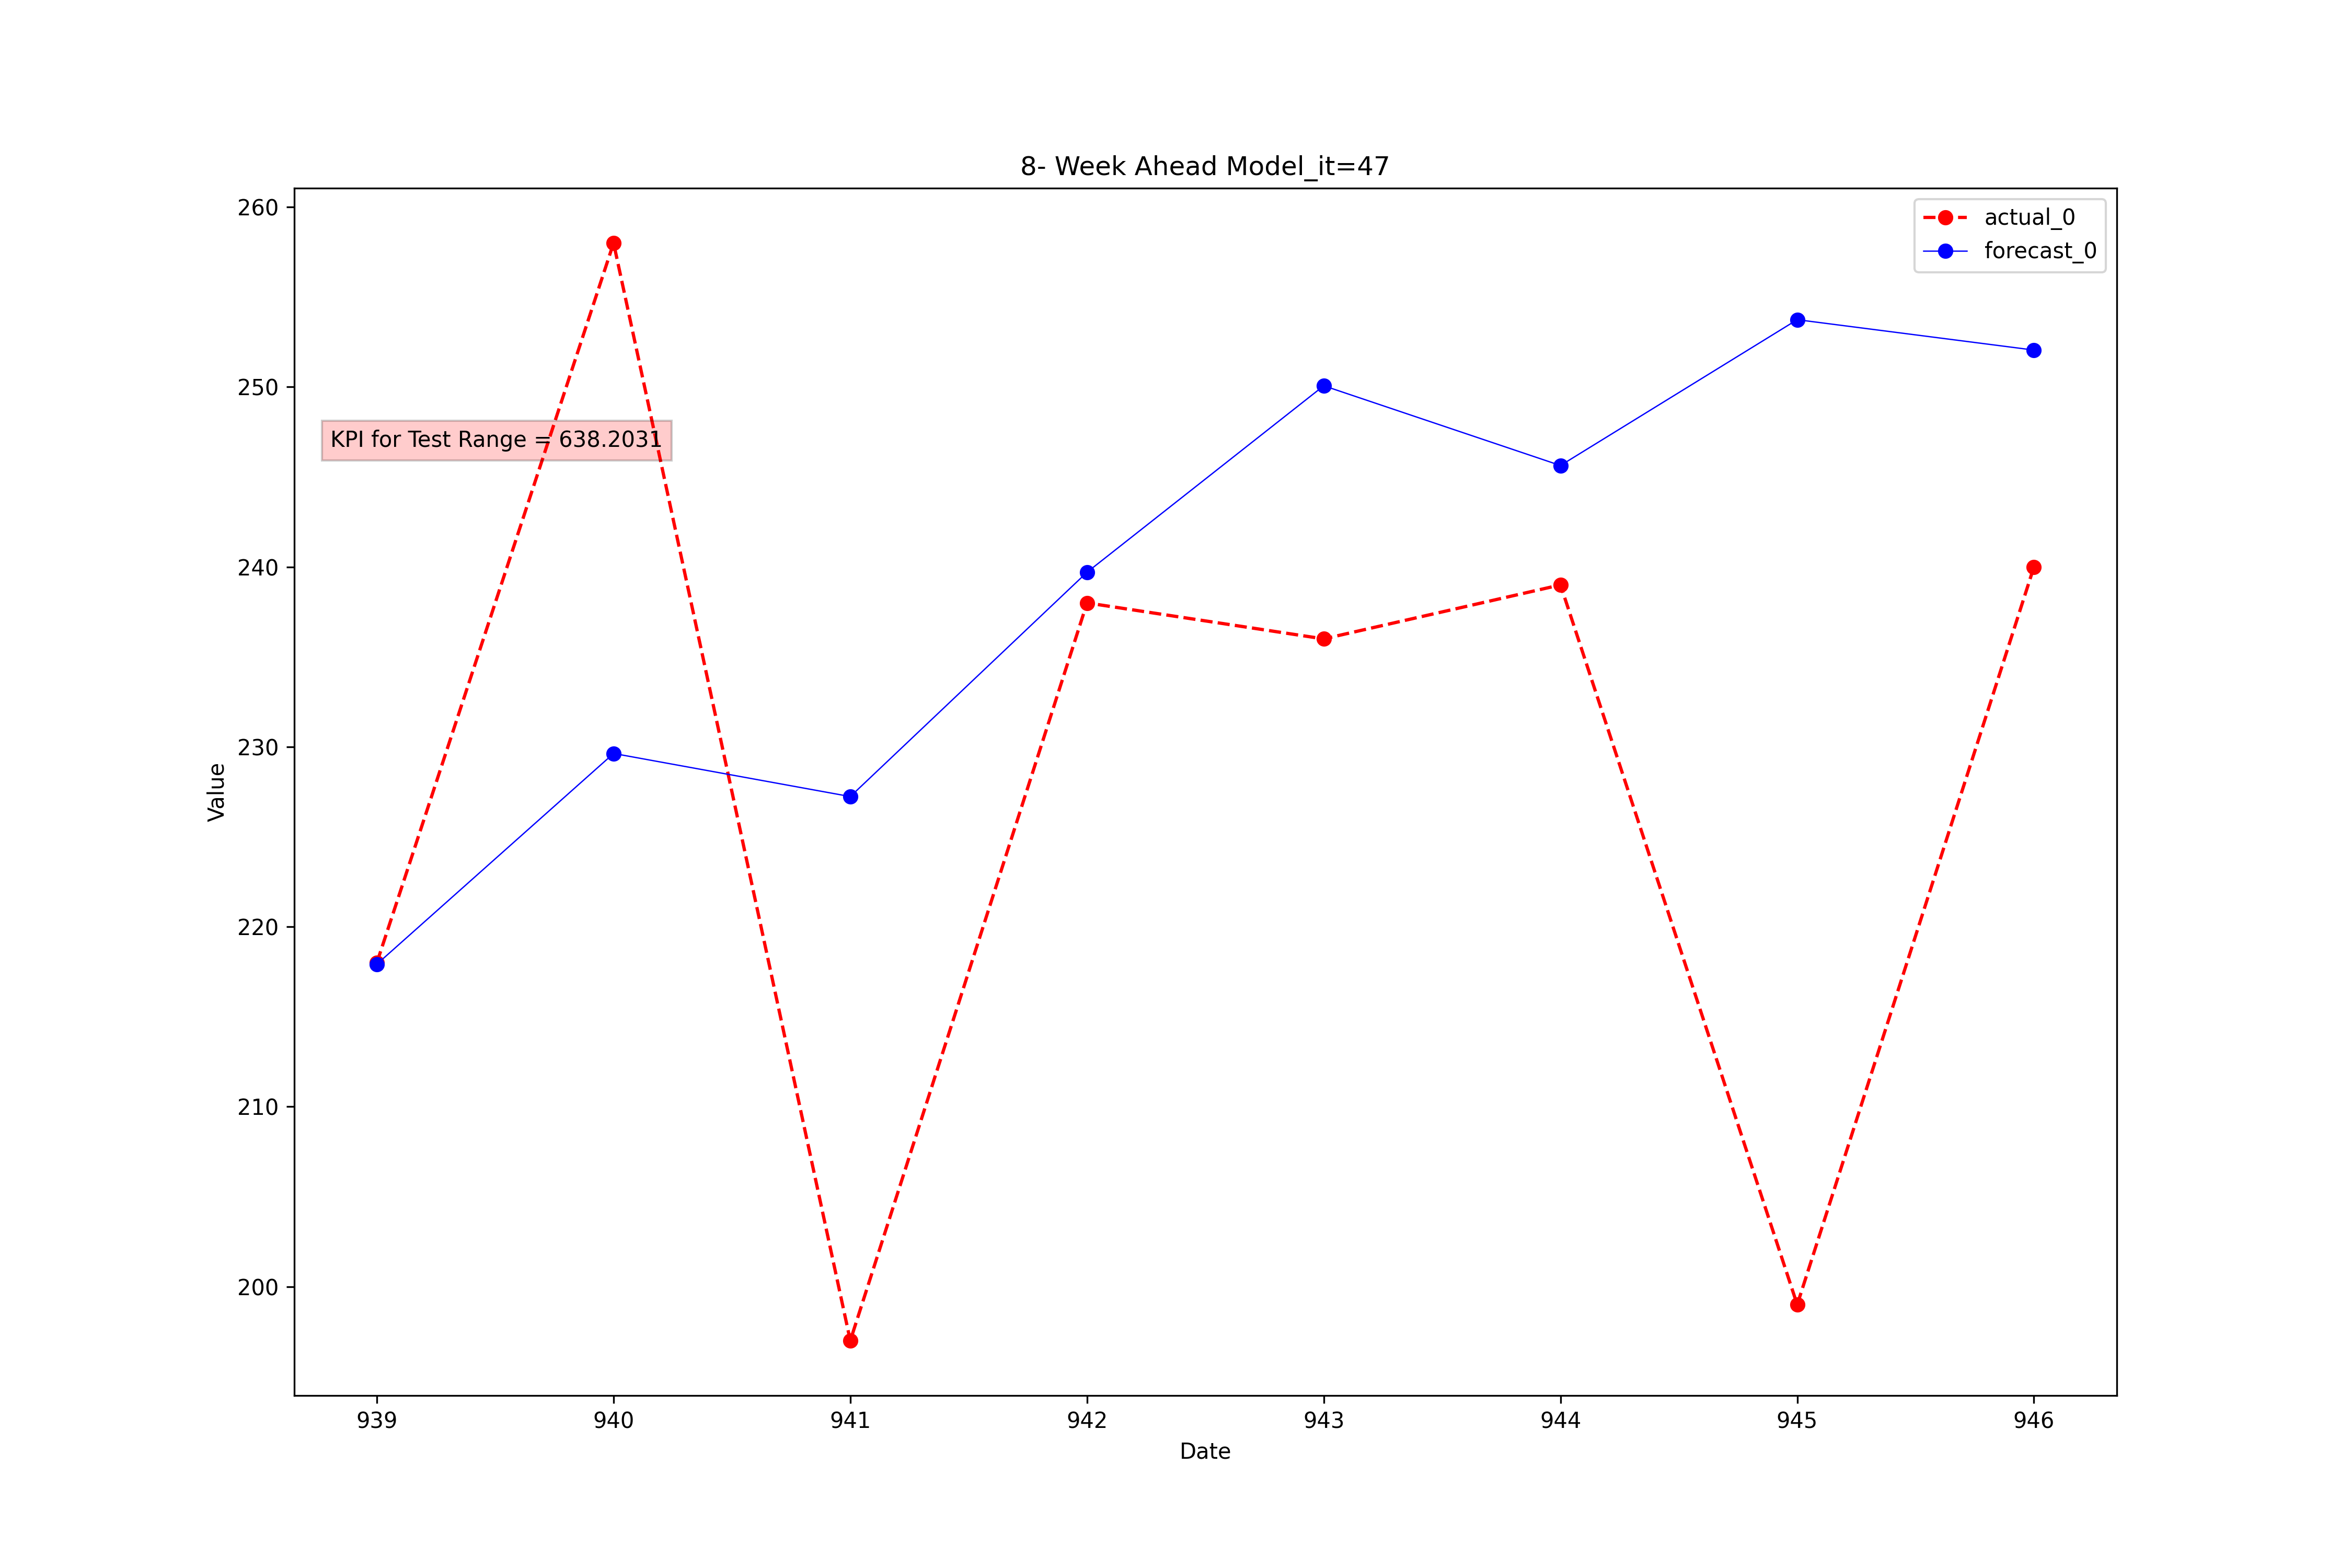 8- Week Ahead Model_it=47
260
250
240
230
220
210
200
Value
KPI for Test Range = 638.2031
actual_0
forecast_0
939 940 941 942 943 944 945 946
Date